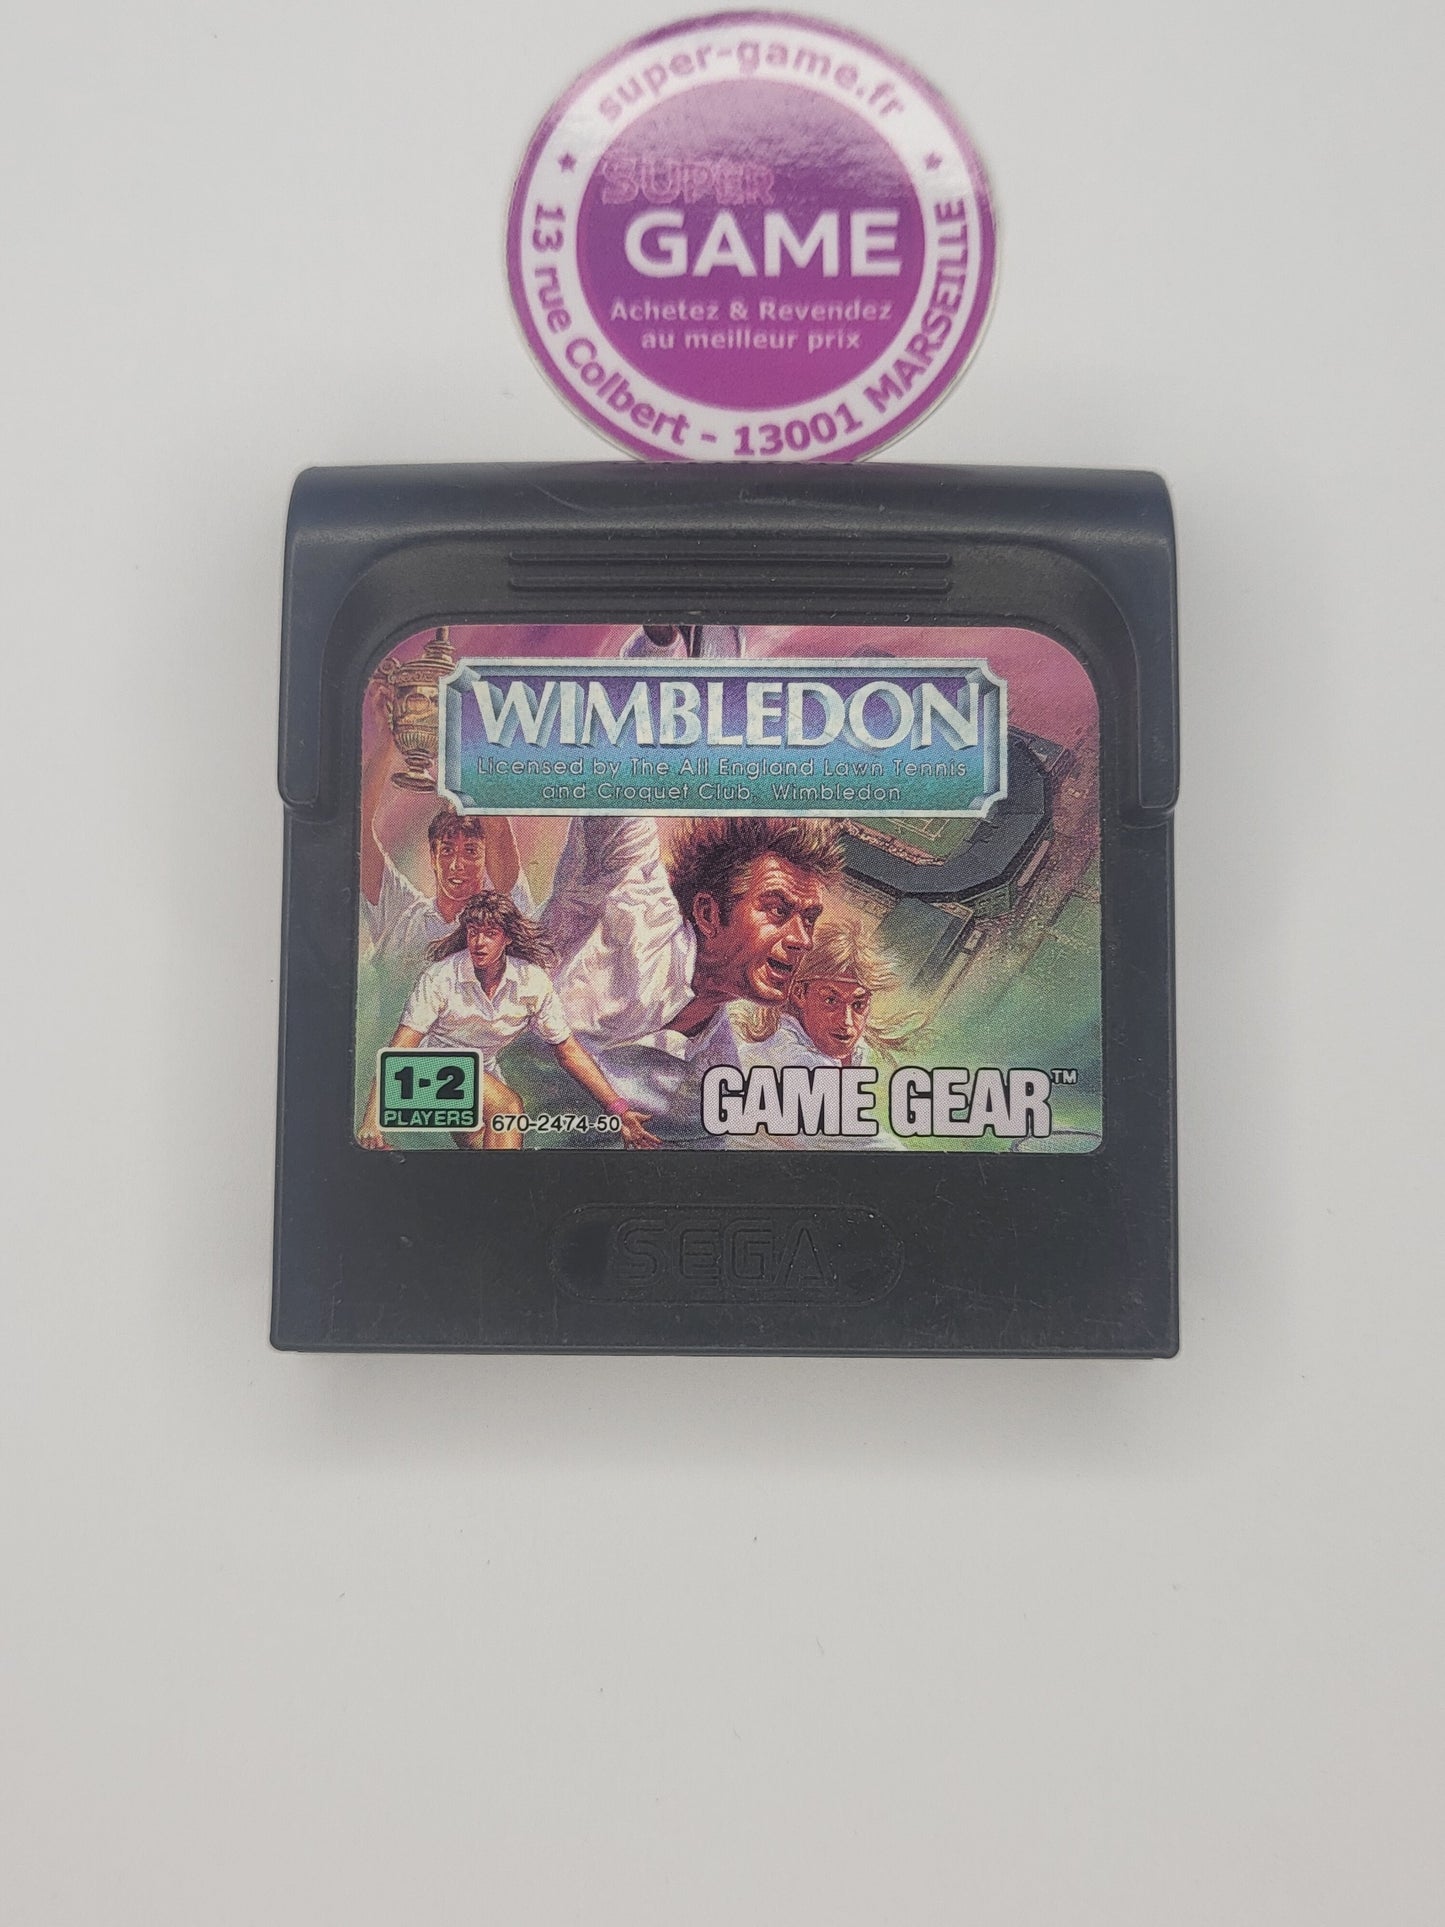 super-game.fr
SUPER
GAME
Achetez & Revendez
au meilleur prix
13 rue Colbert - 13001 MARSEILLE
WIMBLEDON
Licensed by The All England Lawn Tennis
and Croquet Club, Wimbledon
1-2
PLAYERS
670-2474-50
GAME GEAR™
SEGA